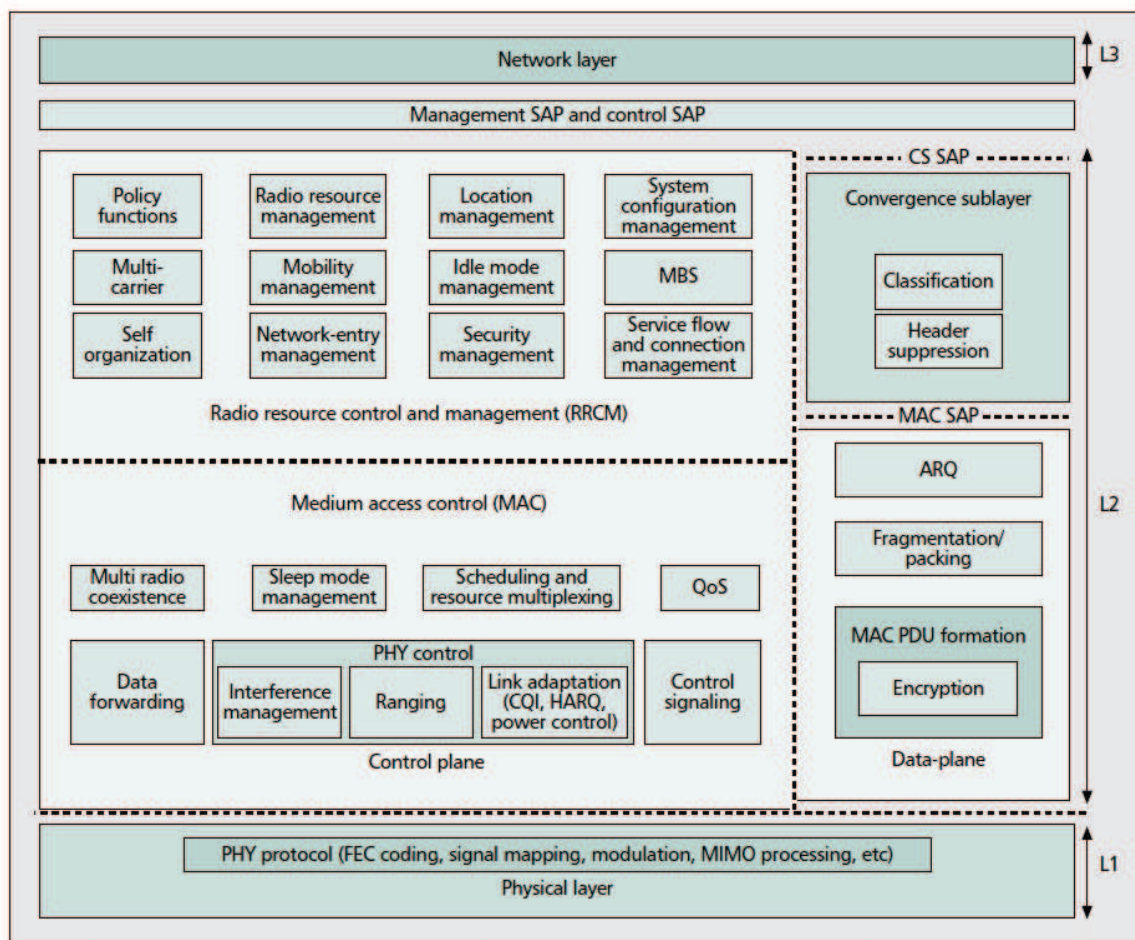 Network layer
L3
Management SAP and control SAP
Policy
functions
Radio resource
management
Location
management
System
configuration
management
Multi-
carrier
Mobility
management
Idle mode
management
MBS
Self
organization
Network-entry
management
Security
management
Service flow
and connection
management
Radio resource control and management (RRCM)
CS SAP
Convergence sublayer
Classification
Header
suppression
MAC SAP
L2
Medium access control (MAC)
Multi radio
coexistence
Sleep mode
management
Scheduling and
resource multiplexing
QoS
Data
forwarding
PHY control
Interference
management
Ranging
Link adaptation
(CQI, HARQ,
power control)
Control
signaling
Control plane
ARQ
Fragmentation/
packing
MAC PDU formation
Encryption
Data-plane
PHY protocol (FEC coding, signal mapping, modulation, MIMO processing, etc)
Physical layer
L1